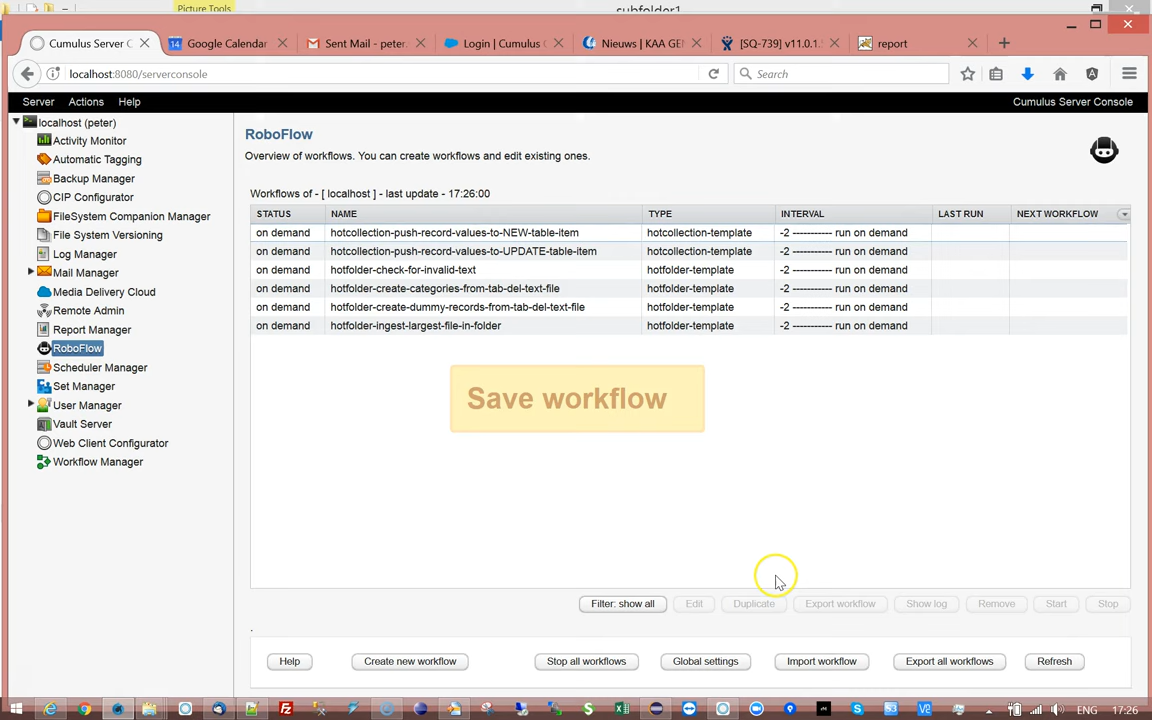 Picture Tools
subfolder1
Cumulus Server C
Google Calendar
Sent Mail - peter.
Login | Cumulus
Nieuws | KAA GEN
[SQ-739] v11.0.1.
report
localhost:8080/serverconsole
Search
Server Actions Help
Cumulus Server Console
localhost (peter)
Activity Monitor
Automatic Tagging
Backup Manager
CIP Configurator
FileSystem Companion Manager
File System Versioning
Log Manager
Mail Manager
Media Delivery Cloud
Remote Admin
Report Manager
RoboFlow
Scheduler Manager
Set Manager
User Manager
Vault Server
Web Client Configurator
Workflow Manager
RoboFlow
Overview of workflows. You can create workflows and edit existing ones.
Workflows of - [ localhost ] - last update - 17:26:00
STATUS NAME TYPE INTERVAL LAST RUN NEXT WORKFLOW
on demand hotcollection-push-record-values-to-NEW-table-item hotcollection-template -2 ----------- run on demand
on demand hotcollection-push-record-values-to-UPDATE-table-item hotcollection-template -2 ----------- run on demand
on demand hotfolder-check-for-invalid-text hotfolder-template -2 ----------- run on demand
on demand hotfolder-create-categories-from-tab-del-text-file hotfolder-template -2 ----------- run on demand
on demand hotfolder-create-dummy-records-from-tab-del-text-file hotfolder-template -2 ----------- run on demand
on demand hotfolder-ingest-largest-file-in-folder hotfolder-template -2 ----------- run on demand
Save workflow
Filter: show all Edit Duplicate Export workflow Show log Remove Start Stop
.
Help Create new workflow Stop all workflows Global settings Import workflow Export all workflows Refresh
ENG 17:26